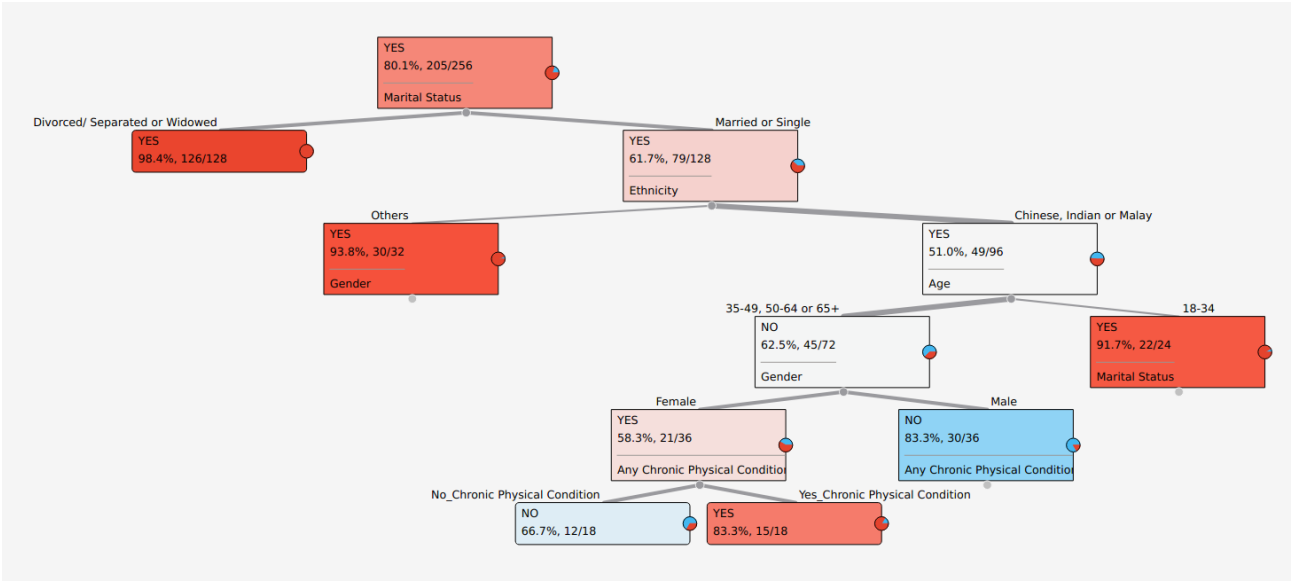 YES
80.1%, 205/256
Marital Status
Divorced/ Separated or Widowed
Married or Single
YES
98.4%, 126/128
YES
61.7%, 79/128
Ethnicity
Others
Chinese, Indian or Malay
YES
93.8%, 30/32
Gender
YES
51.0%, 49/96
Age
35-49, 50-64 or 65+
18-34
NO
62.5%, 45/72
Gender
YES
91.7%, 22/24
Marital Status
Female
Male
YES
58.3%, 21/36
Any Chronic Physical Condition
NO
83.3%, 30/36
Any Chronic Physical Condition
No_Chronic Physical Condition
Yes_Chronic Physical Condition
NO
66.7%, 12/18
YES
83.3%, 15/18